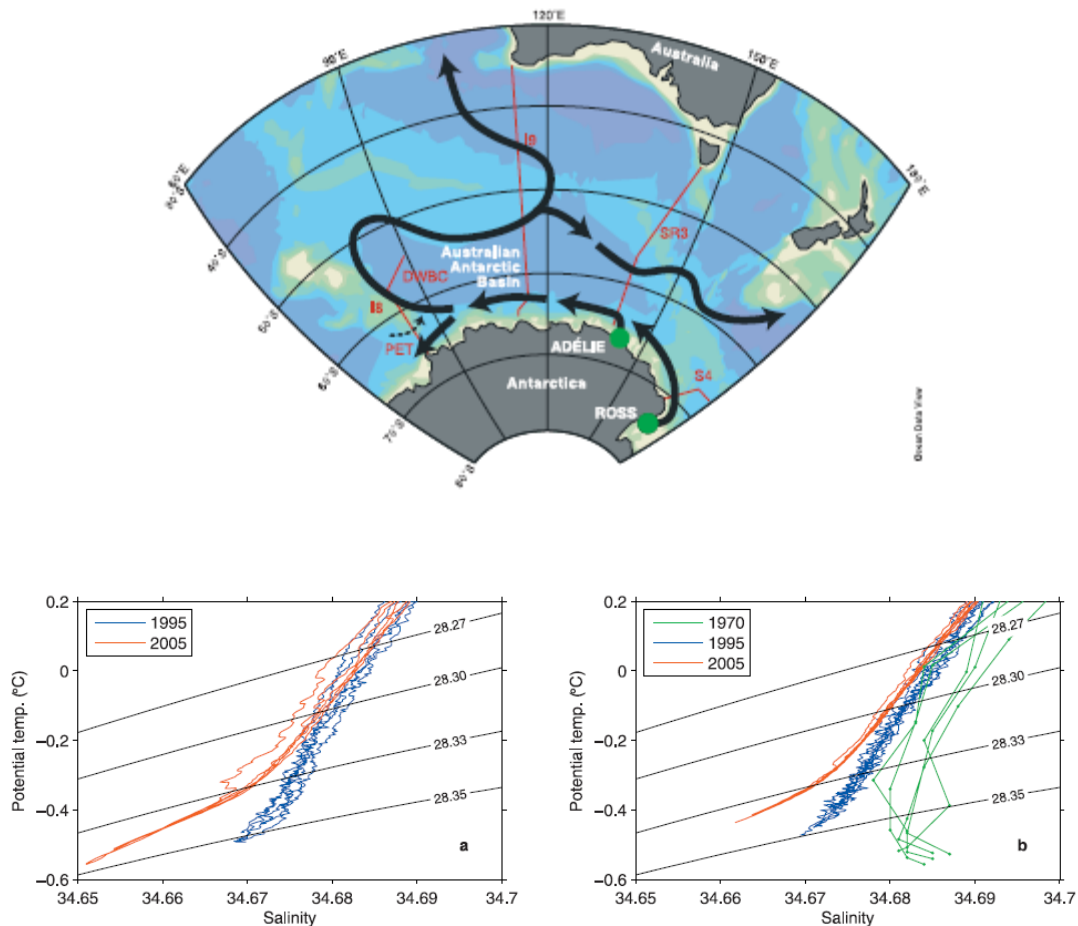 120°E
90°E
150°E
Australia
60°E
180°E
30°S
I9
40°S
SR3
Australian
Antarctic
Basin
DWBC
50°S
I8
PET
ADÉLIE
60°S
S4
Antarctica
ROSS
70°S
80°S
Ocean Data View
0.2
0
−0.2
−0.4
−0.6
Potential temp. (°C)
1995
2005
28.27
28.30
28.33
28.35
a
34.65 34.66 34.67 34.68 34.69 34.7
Salinity
0.2
0
−0.2
−0.4
−0.6
Potential temp. (°C)
1970
1995
2005
28.27
28.30
28.33
28.35
b
34.65 34.66 34.67 34.68 34.69 34.7
Salinity